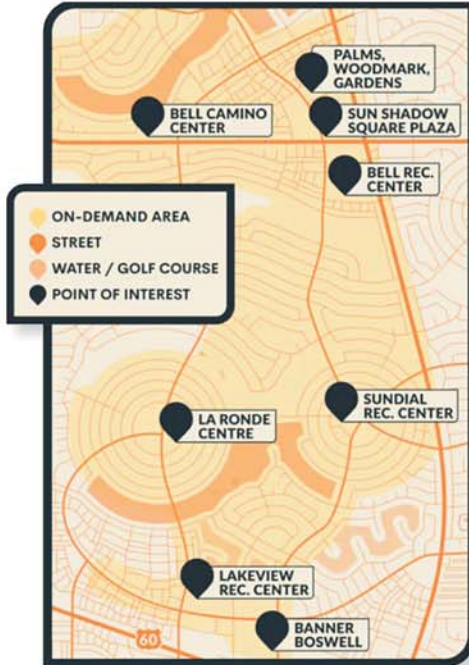 PALMS,
WOODMARK,
GARDENS
BELL CAMINO
CENTER
SUN SHADOW
SQUARE PLAZA
BELL REC.
CENTER
ON-DEMAND AREA
STREET
WATER / GOLF COURSE
POINT OF INTEREST
SUNDIAL
REC. CENTER
LA RONDE
CENTRE
LAKEVIEW
REC. CENTER
BANNER
BOSWELL
60